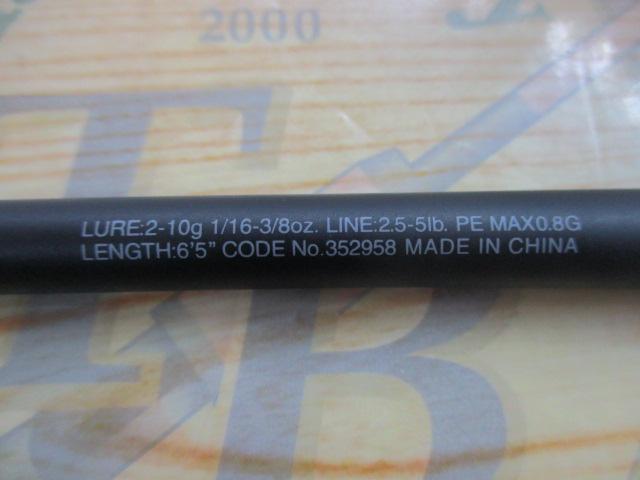 2000
TB
LURE:2-10g 1/16-3/8oz. LINE:2.5-5lb. PE MAX0.8G
LENGTH:6'5" CODE No.352958 MADE IN CHINA